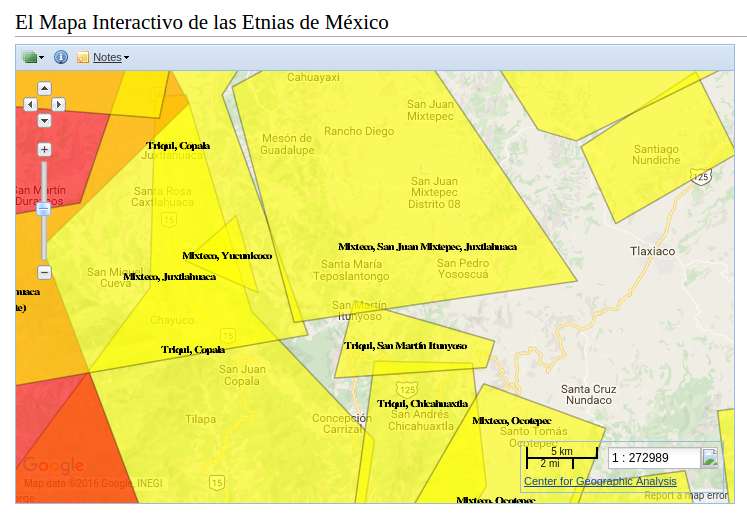 El Mapa Interactivo de las Etnias de México
Notes
Cahuayaxi
San Juan
Mixtepec
Rancho Diego
Mesón de
Guadalupe
Triqui, Copala
Juxtlahuaca
Santiago
Nundiche
125
San Juan
Mixtepec
Distrito 08
San Martín
Duraznos
Santa Rosa
Caxtlahuaca
15
Mixteco, San Juan Mixtepec, Juxtlahuaca
Tlaxiaco
Mixteco, Yucunicoco
Santa María
Teposlantongo
San Pedro
Yososcuá
San Miguel
Cueva
Mixteco, Juxtlahuaca
huaca
te)
San Martín
Itunyoso
Chayuco
15
Triqui, San Martín Itunyoso
Triqui, Copala
San Juan
Copala
125
Santa Cruz
Nundaco
Triqui, Chicahuaxtla
San Andrés
Chicahuaxtla
Tilapa
Concepción
Carrizal
Mixteco, Ocotepec
Santo Tomás
Ocotepec
5 km
2 mi
1 : 272989
Google
15
Map data ©2016 Google, INEGI
Center for Geographic Analysis
Report a map error
orge
Mixteco, Ocotepec